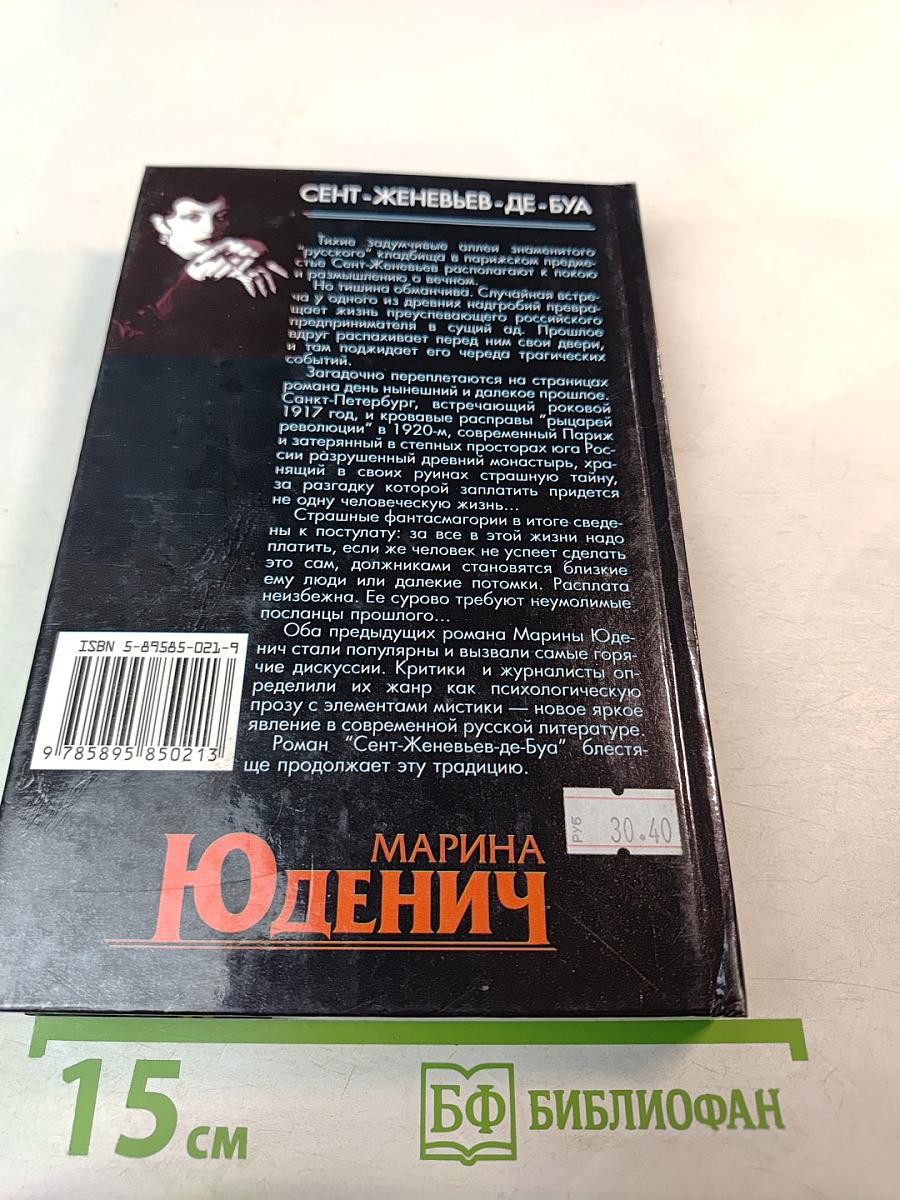 СЕНТ-ЖЕНЕВЬЕВ-ДЕ-БУА
Тихие задумчивые аллеи знаменитого
"русского" кладбища в парижском предме-
стье Сент-Женевьев располагают к покою
и размышлению о вечном.
Но тишина обманчива. Случайная встре-
ча у одного из древних надгробий превра-
щает жизнь преуспевающего российского
предпринимателя в сущий ад. Прошлое
вдруг распахивает перед ним свои двери,
и там поджидает его череда трагических
событий.
Загадочно переплетаются на страницах
романа день нынешний и далекое прошлое.
Санкт-Петербург, встречающий роковой
1917 год, и кровавые расправы "рыцарей
революции" в 1920-м, современный Париж
и затерянный в степных просторах юга Рос-
сии разрушенный древний монастырь, хра-
нящий в своих руинах страшную тайну,
за разгадку которой заплатить придется
не одну человеческую жизнь...
Страшные фантасмагории в итоге сведе-
ны к постулату: за все в этой жизни надо
платить, если же человек не успеет сделать
это сам, должниками становятся близкие
ему люди или далекие потомки. Расплата
неизбежна. Ее сурово требуют неумолимые
посланцы прошлого...
Оба предыдущих романа Марины Юде-
нич стали популярны и вызвали самые горя-
чие дискуссии. Критики и журналисты оп-
ределили их жанр как психологическую
прозу с элементами мистики — новое яркое
явление в современной русской литературе.
Роман "Сент-Женевьев-де-Буа" блестя-
ще продолжает эту традицию.
ISBN 5-89585-021-9
9 785895 850213
РУБ 30.40
МАРИНА
ЮДЕНИЧ
15 см
БФ БИБЛИОФАН